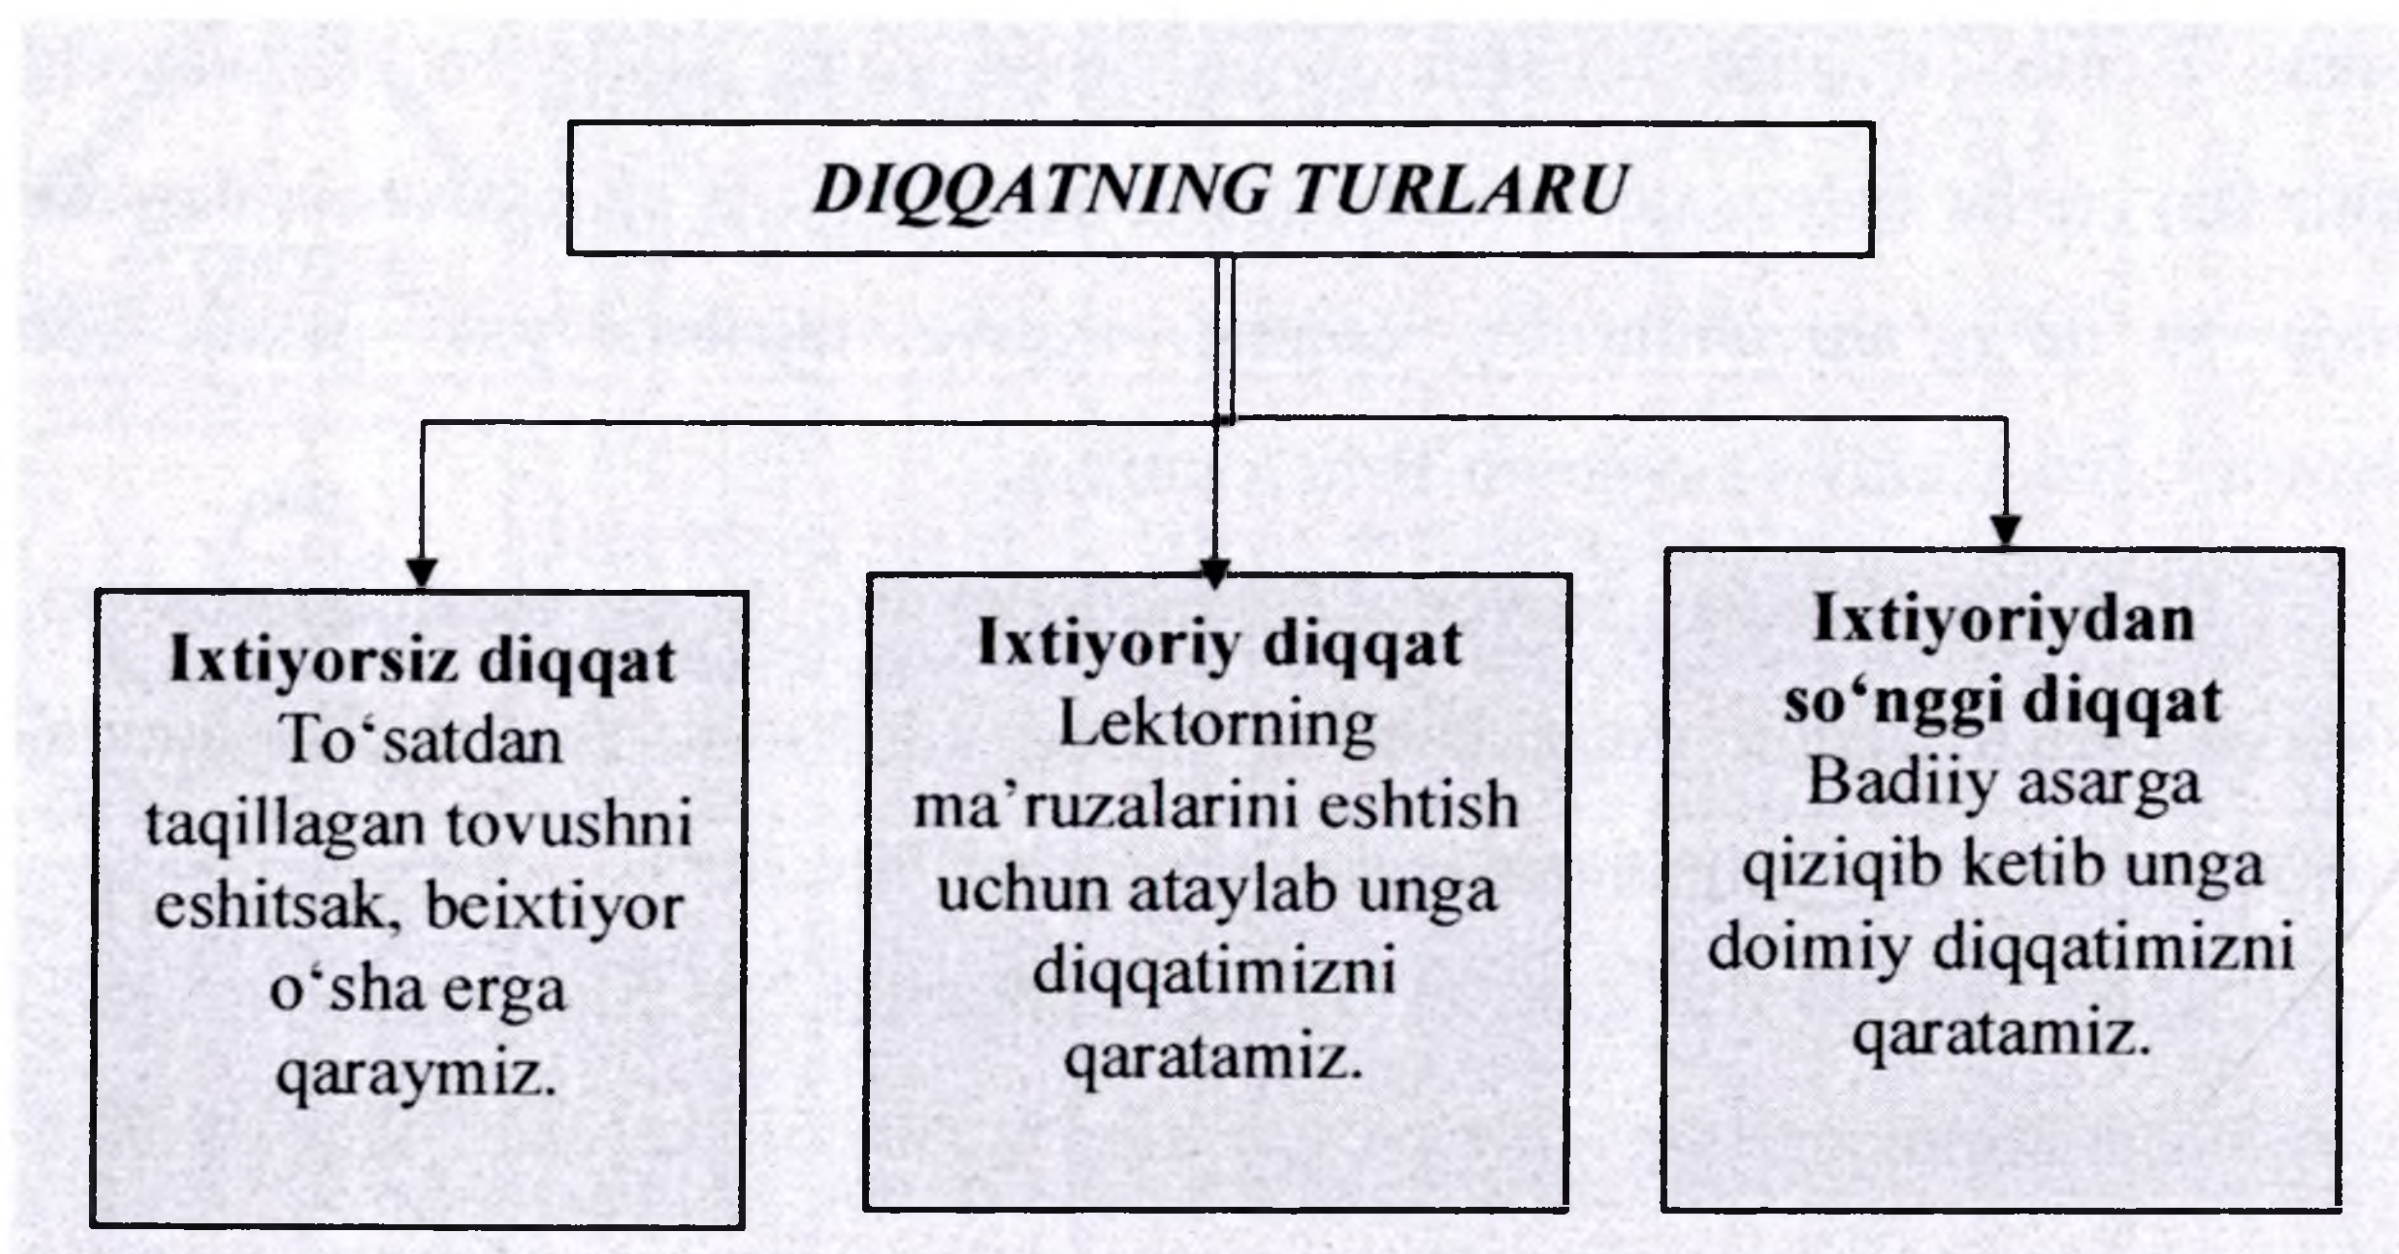 DIQQATNING TURLARU
Ixtiyorsiz diqqat
To‘satdan
taqillagan tovushni
eshitsak, beixtiyor
o‘sha erga
qaraymiz.
Ixtiyoriy diqqat
Lektorning
ma’ruzalarini eshtish
uchun ataylab unga
diqqatimizni
qaratamiz.
Ixtiyoriydan
so‘nggi diqqat
Badiiy asarga
qiziqib ketib unga
doimiy diqqatimizni
qaratamiz.